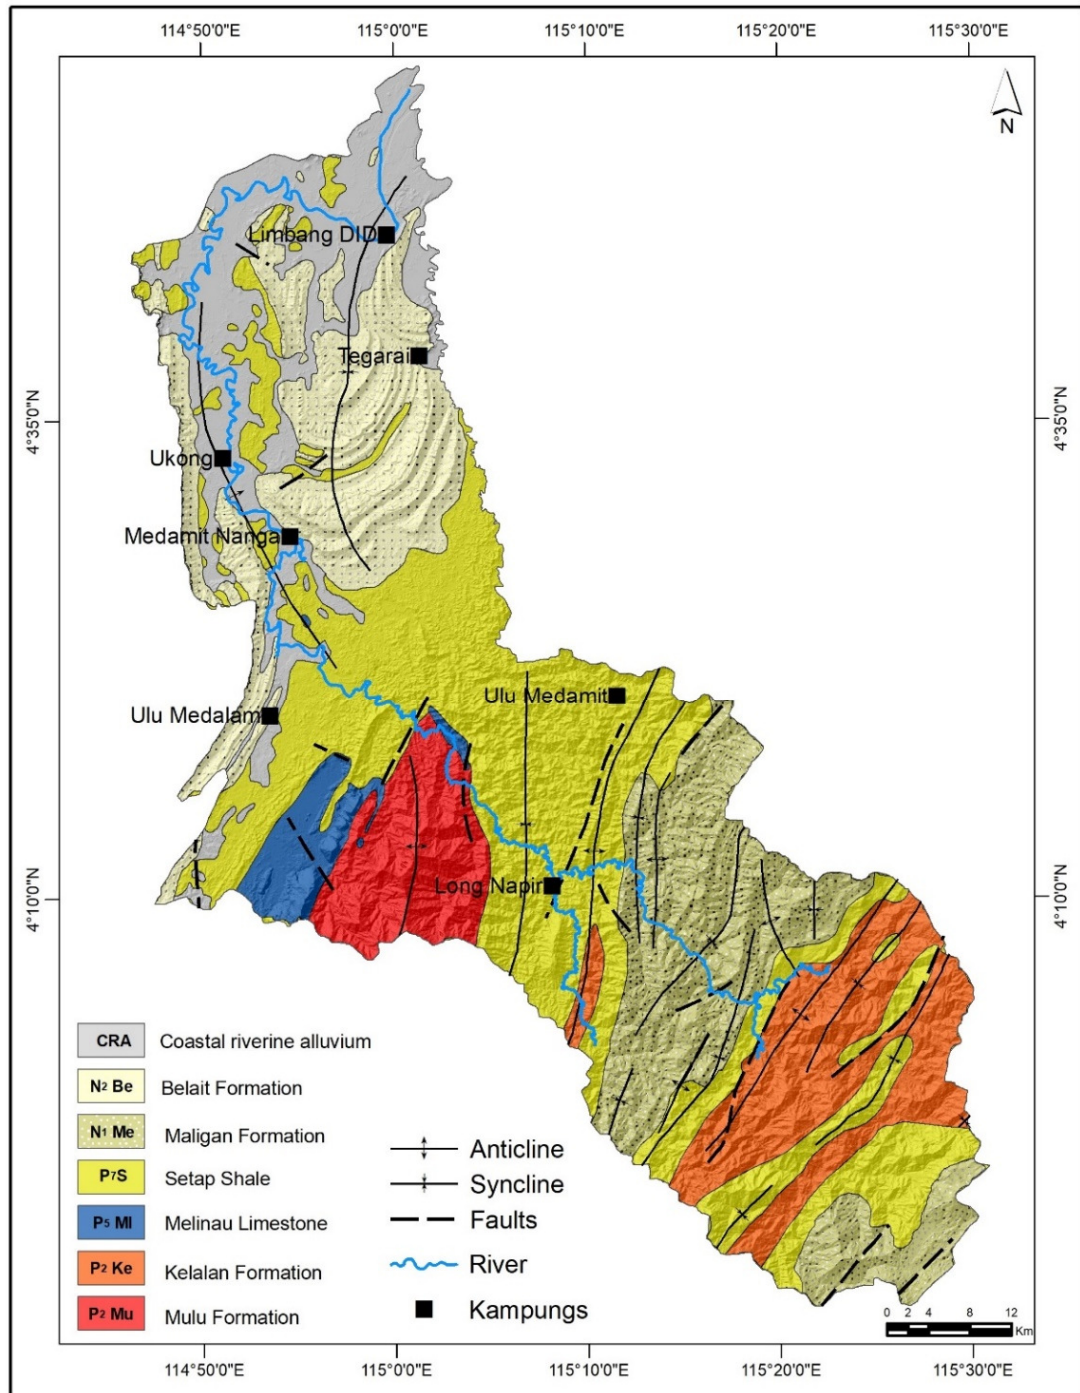 114°50'0"E 115°0'0"E 115°10'0"E 115°20'0"E 115°30'0"E
N
Limbang DID
Tegarai
4°35'0"N 4°35'0"N
Ukong
Medamit Nanga
Ulu Medamit
Ulu Medalam
Long Napir
4°10'0"N 4°10'0"N
CRA Coastal riverine alluvium
N2 Be Belait Formation
N1 Me Maligan Formation
P7S Setap Shale
P5 Ml Melinau Limestone
P2 Ke Kelalan Formation
P2 Mu Mulu Formation
Anticline
Syncline
Faults
River
Kampungs
0 2 4 8 12
Km
114°50'0"E 115°0'0"E 115°10'0"E 115°20'0"E 115°30'0"E